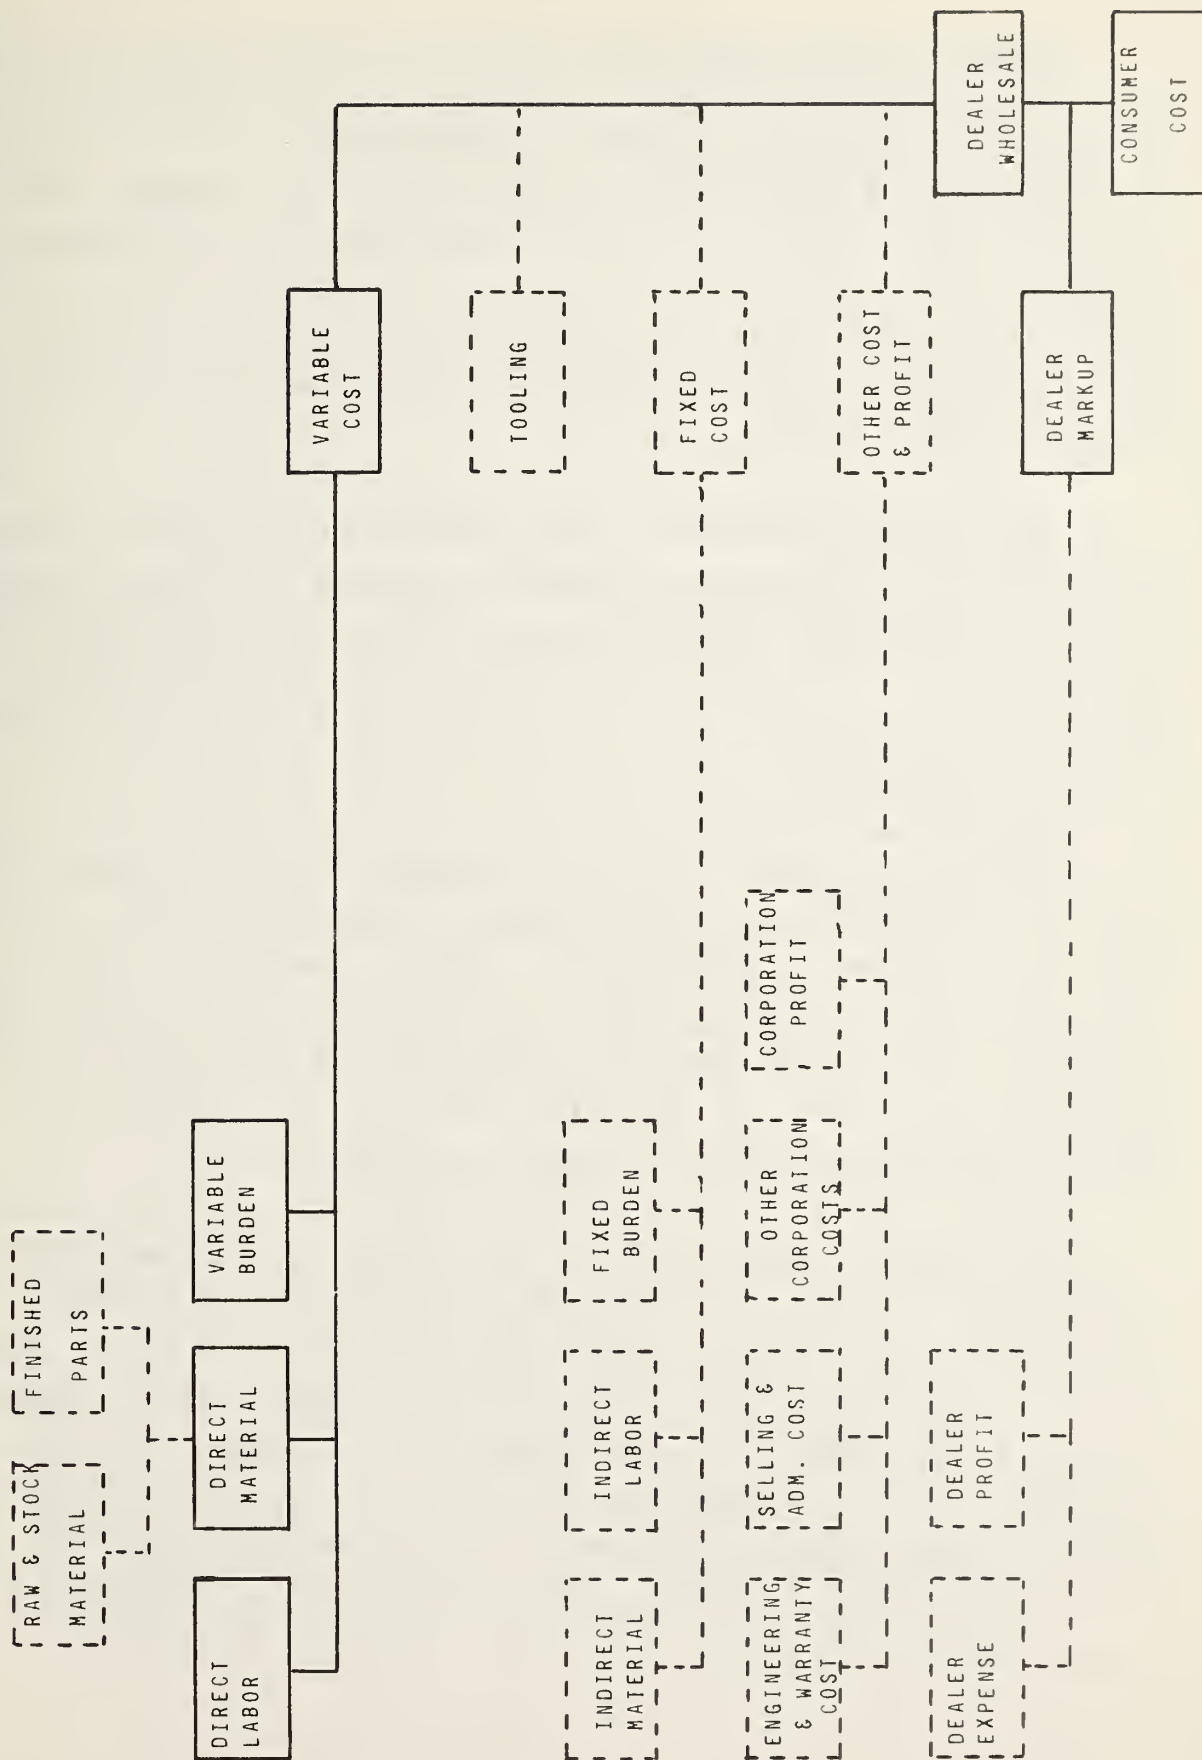 RAW & STOCK
MATERIAL
FINISHED
PARTS
DIRECT
LABOR
DIRECT
MATERIAL
VARIABLE
BURDEN
VARIABLE
COST
TOOLING
INDIRECT
MATERIAL
INDIRECT
LABOR
FIXED
BURDEN
FIXED
COST
ENGINEERING
& WARRANTY
COST
SELLING &
ADM. COST
OTHER
CORPORATION
COSTS
CORPORATION
PROFIT
OTHER COST
& PROFIT
DEALER
EXPENSE
DEALER
PROFIT
DEALER
MARKUP
DEALER
WHOLESALE
CONSUMER
COST